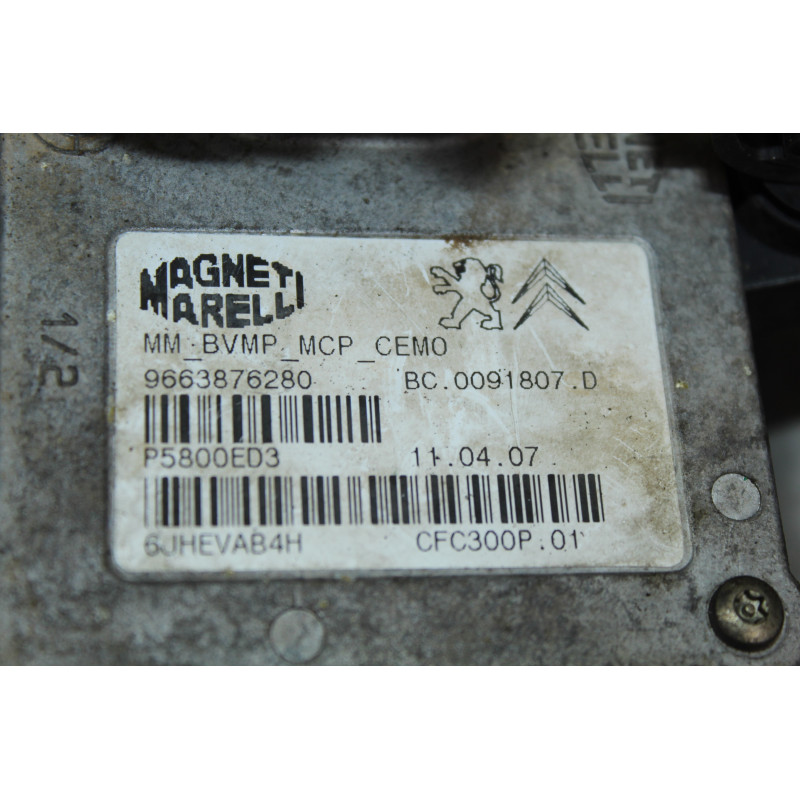 MAGNETI
MARELLI
MM_BVMP_MCP_CEMO
9663876280 BC.0091807.D
P5800ED3 11.04.07
6JHEVAB4H CFC300P.01
1/2